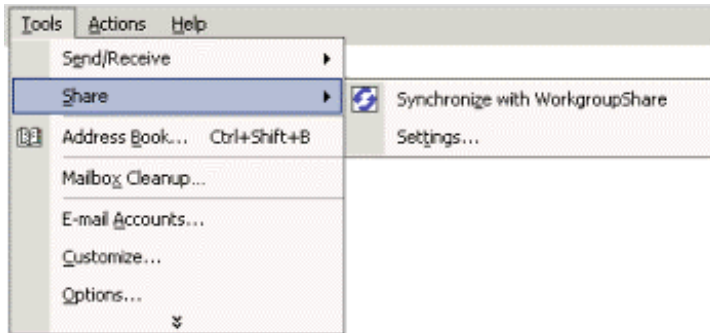 Tools Actions Help
Send/Receive
Share
Synchronize with WorkgroupShare
Address Book... Ctrl+Shift+B
Settings...
Mailbox Cleanup...
E-mail Accounts...
Customize...
Options...